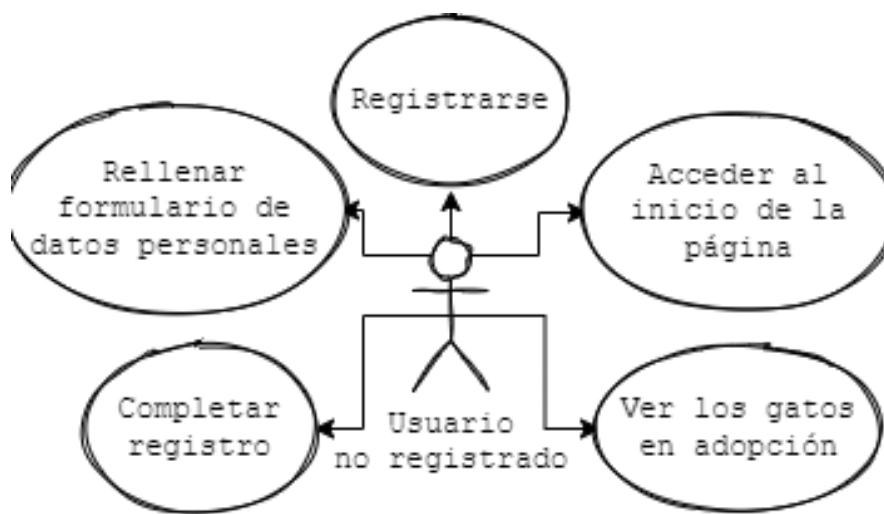 Registrarse
Rellenar
formulario de
datos personales
Acceder al
inicio de la
página
Completar
registro
Usuario
no registrado
Ver los gatos
en adopción